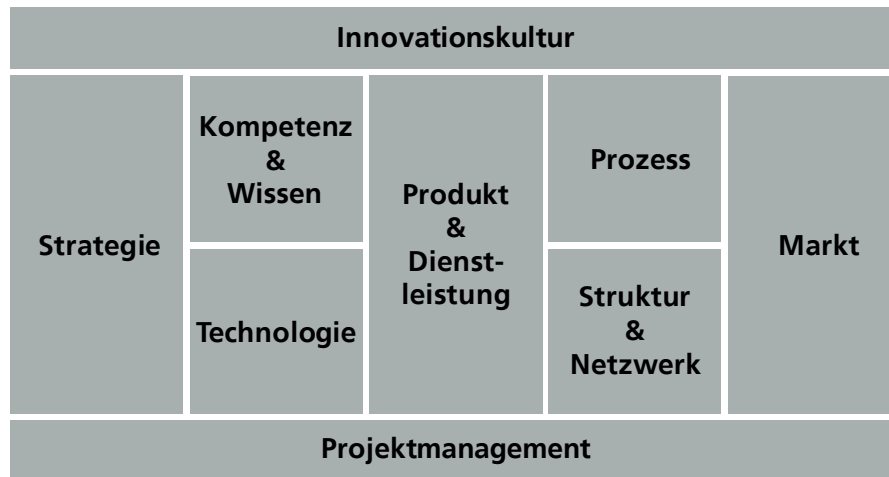 Innovationskultur
Strategie
Kompetenz
&
Wissen
Technologie
Produkt
&
Dienst-
leistung
Prozess
Struktur
&
Netzwerk
Markt
Projektmanagement